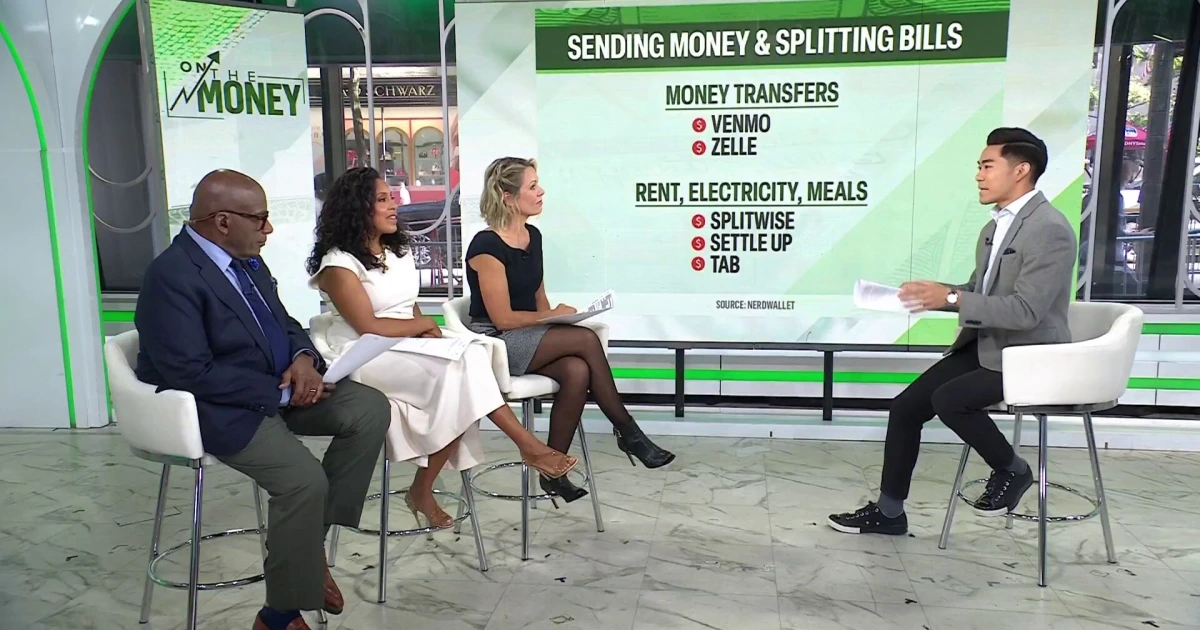 ON
THE
MONEY
SCHWARZ
SENDING MONEY & SPLITTING BILLS
MONEY TRANSFERS
$ VENMO
$ ZELLE
RENT, ELECTRICITY, MEALS
$ SPLITWISE
$ SETTLE UP
$ TAB
SOURCE: NERDWALLET